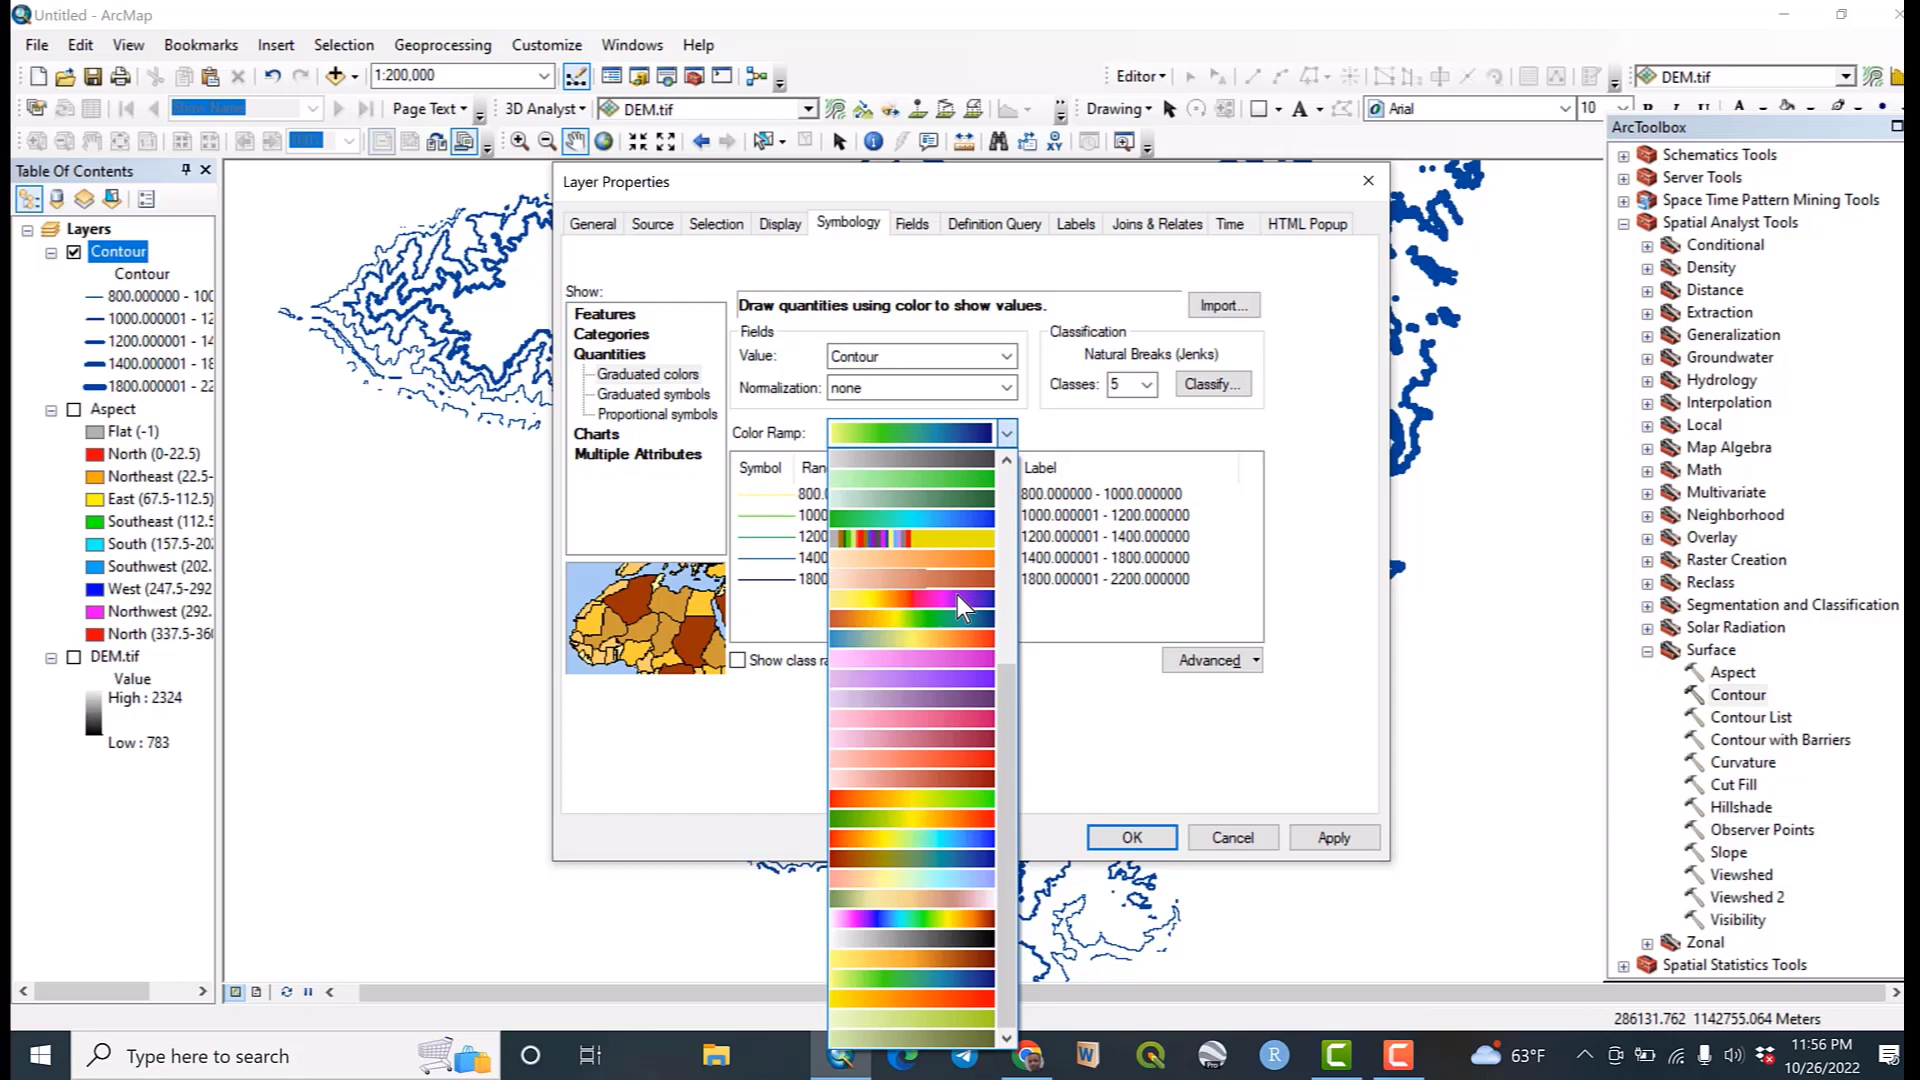 Untitled - ArcMap
File Edit View Bookmarks Insert Selection Geoprocessing Customize Windows Help
1:200,000 Editor DEM.tif
Page Text 3D Analyst DEM.tif Drawing A Arial 10
Table Of Contents
ArcToolbox
Layers
Contour
Contour
800.000000 - 100
1000.000001 - 12
1200.000001 - 14
1400.000001 - 18
1800.000001 - 22
Aspect
Flat (-1)
North (0-22.5)
Northeast (22.5-
East (67.5-112.5)
Southeast (112.5
South (157.5-20
Southwest (202.
West (247.5-292
Northwest (292.
North (337.5-36
DEM.tif
Value
High : 2324
Low : 783
Layer Properties
General Source Selection Display Symbology Fields Definition Query Labels Joins & Relates Time HTML Popup
Show:
Features
Categories
Quantities
Graduated colors
Graduated symbols
Proportional symbols
Charts
Multiple Attributes
Draw quantities using color to show values.
Import...
Fields
Value: Contour
Normalization: none
Classification
Natural Breaks (Jenks)
Classes: 5 Classify...
Color Ramp:
Symbol Ran Label
800. 800.000000 - 1000.000000
1000 1000.000001 - 1200.000000
1200 1200.000001 - 1400.000000
1400 1400.000001 - 1800.000000
1800 1800.000001 - 2200.000000
Show class ra Advanced
OK Cancel Apply
Schematics Tools
Server Tools
Space Time Pattern Mining Tools
Spatial Analyst Tools
Conditional
Density
Distance
Extraction
Generalization
Groundwater
Hydrology
Interpolation
Local
Map Algebra
Math
Multivariate
Neighborhood
Overlay
Raster Creation
Reclass
Segmentation and Classification
Solar Radiation
Surface
Aspect
Contour
Contour List
Contour with Barriers
Curvature
Cut Fill
Hillshade
Observer Points
Slope
Viewshed
Viewshed 2
Visibility
Zonal
Spatial Statistics Tools
286131.762 1142755.064 Meters
Type here to search
63°F
11:56 PM
10/26/2022